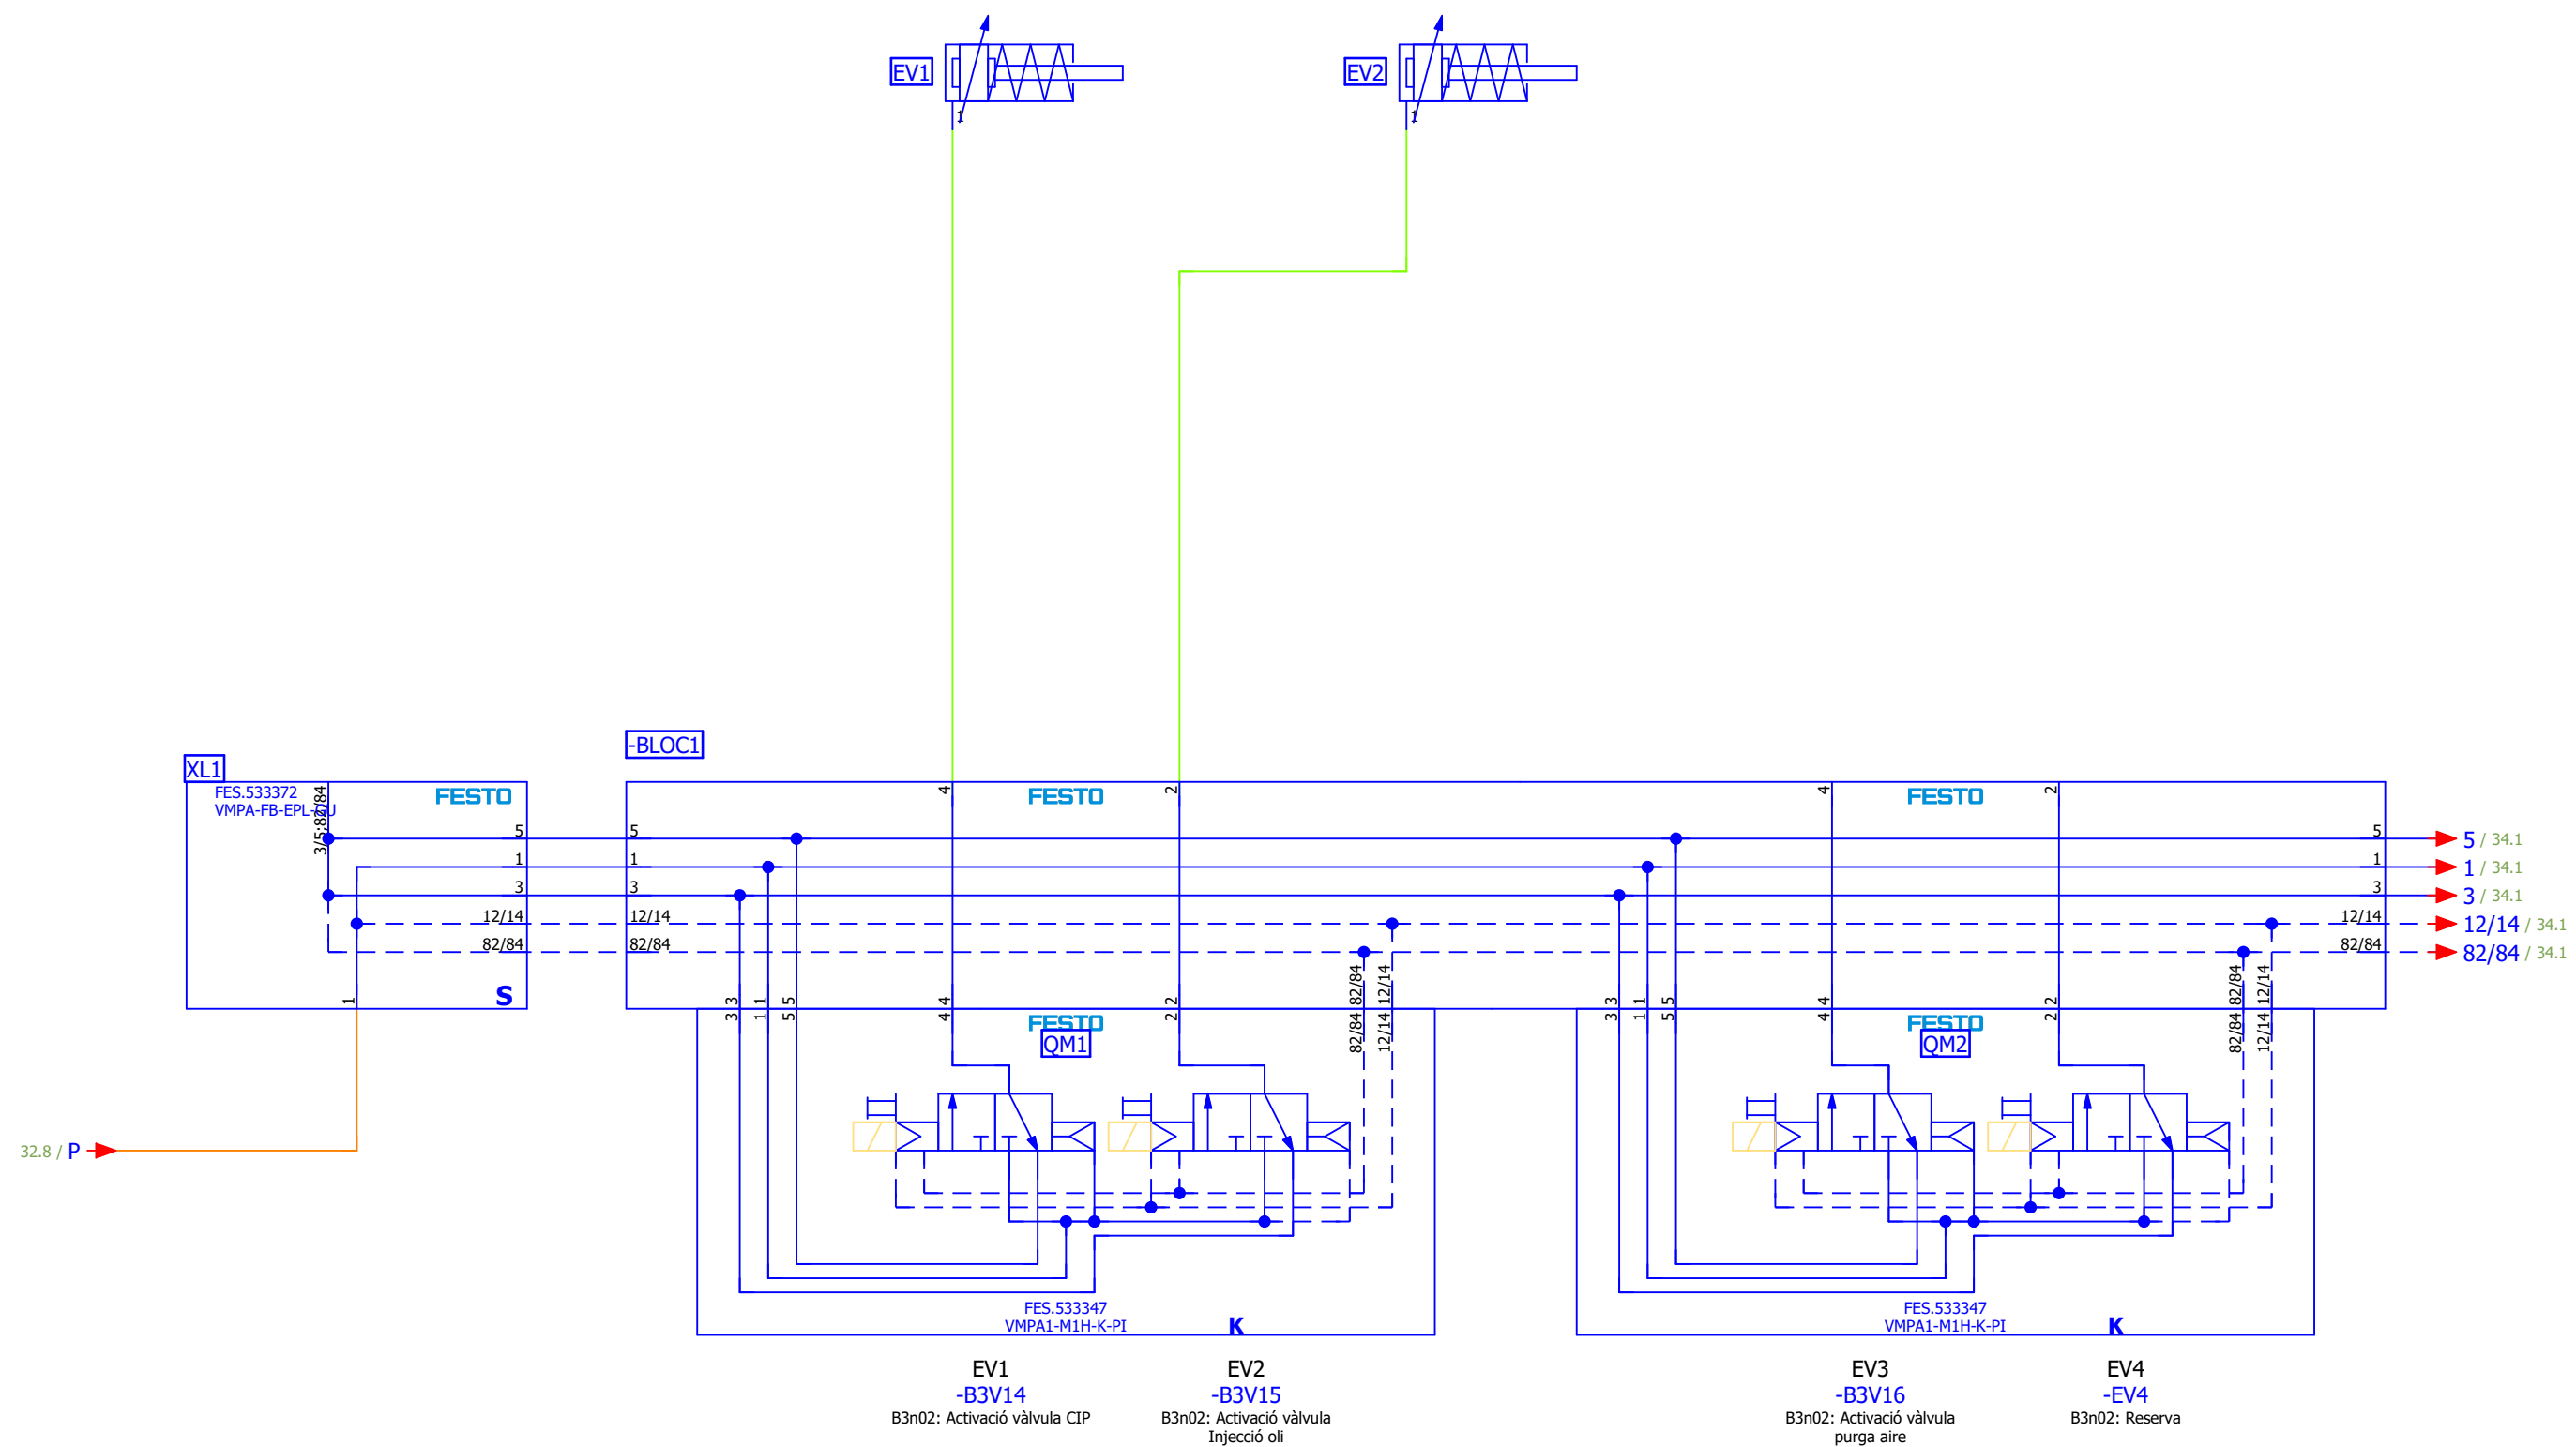 EV1
EV2
1
1
-BLOC1
XL1
FES.533372
VMPA-FB-EPL-GU
FESTO
3/5;82/84
5
1
3
12/14
82/84
1
S
FESTO
FESTO
4
2
4
2
5
1
3
12/14
82/84
5
1
3
12/14
82/84
5 / 34.1
1 / 34.1
3 / 34.1
12/14 / 34.1
82/84 / 34.1
32.8 / P
3
1
5
4
2
82/84
12/14
3
1
5
4
2
82/84
12/14
3
1
5
4
2
82/84
12/14
3
1
5
4
2
82/84
12/14
FESTO
QM1
FESTO
QM2
FES.533347
VMPA1-M1H-K-PI
K
FES.533347
VMPA1-M1H-K-PI
K
EV1
-B3V14
B3n02: Activació vàlvula CIP
EV2
-B3V15
B3n02: Activació vàlvula
Injecció oli
EV3
-B3V16
B3n02: Activació vàlvula
purga aire
EV4
-EV4
B3n02: Reserva